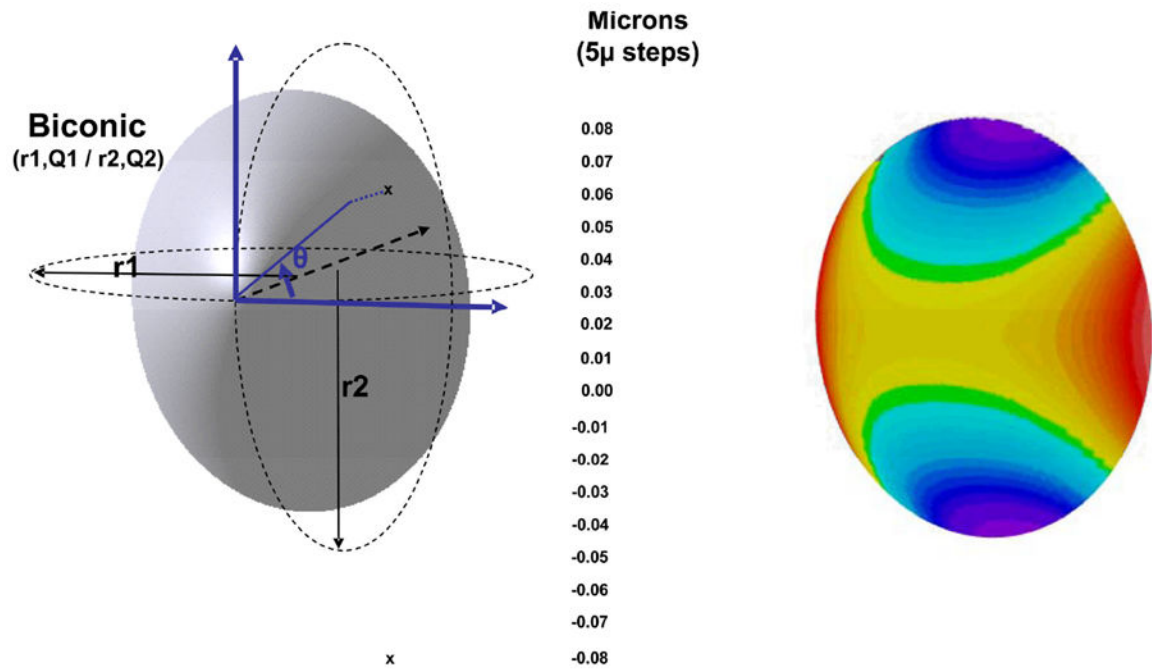 Microns
(5µ steps)
Biconic
(r1,Q1 / r2,Q2)
x
θ
r1
r2
x
0.08
0.07
0.06
0.05
0.04
0.03
0.02
0.01
0.00
-0.01
-0.02
-0.03
-0.04
-0.05
-0.06
-0.07
-0.08